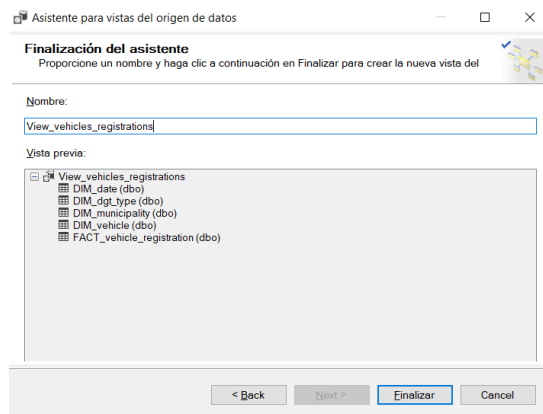 Asistente para vistas del origen de datos
Finalización del asistente
Proporcione un nombre y haga clic a continuación en Finalizar para crear la nueva vista del
Nombre:
View_vehicles_registrations
Vista previa:
View_vehicles_registrations
DIM_date (dbo)
DIM_dgt_type (dbo)
DIM_municipality (dbo)
DIM_vehicle (dbo)
FACT_vehicle_registration (dbo)
< Back Next > Finalizar Cancel